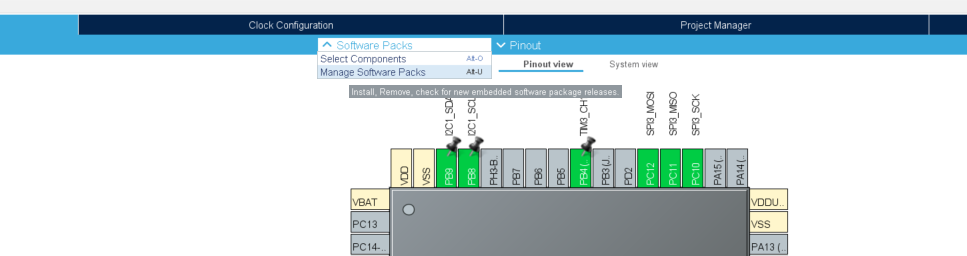 Clock Configuration
Project Manager
Software Packs
Pinout
Select Components Alt-O
Manage Software Packs Alt-U
Pinout view
System view
Install, Remove, check for new embedded software package releases.
I2C1_SDA
I2C1_SCL
TIM3_CH1
SPI3_MOSI
SPI3_MISO
SPI3_SCK
VDD
VSS
PB9
PB8
PH3-B..
PB7
PB6
PB5
PB4 (..
PB3 (J..
PD2
PC12
PC11
PC10
PA15 (..
PA14 (..
VBAT
VDDU..
PC13
VSS
PC14-..
PA13 (..